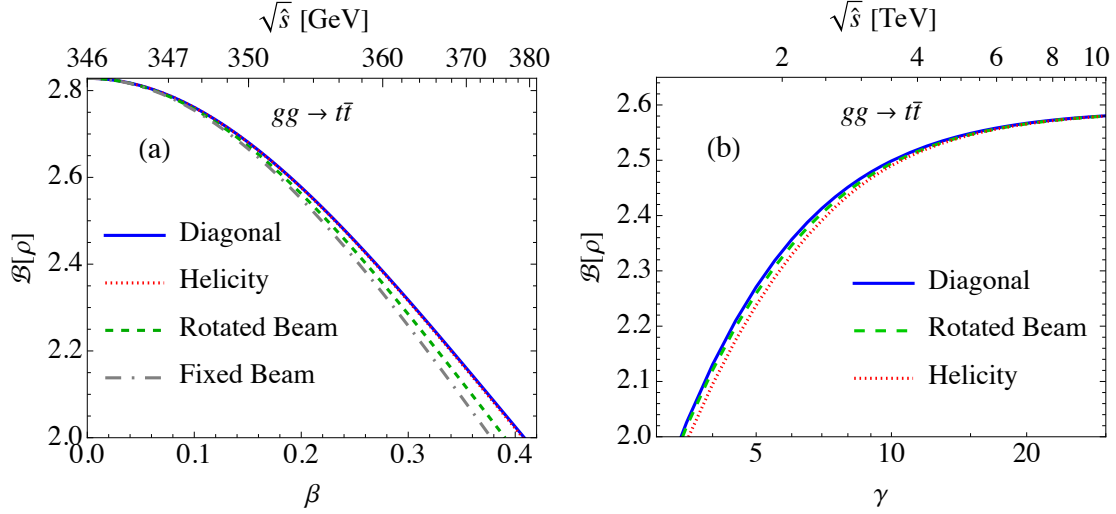 √ŝ [GeV]
346 347 350 360 370 380
gg → tt̄
(a)
Diagonal
Helicity
Rotated Beam
Fixed Beam
ℬ[ρ]
2.8
2.6
2.4
2.2
2.0
0.0 0.1 0.2 0.3 0.4
β
√ŝ [TeV]
2 4 6 8 10
gg → tt̄
(b)
Diagonal
Rotated Beam
Helicity
ℬ[ρ]
2.6
2.5
2.4
2.3
2.2
2.1
2.0
5 10 20
γ